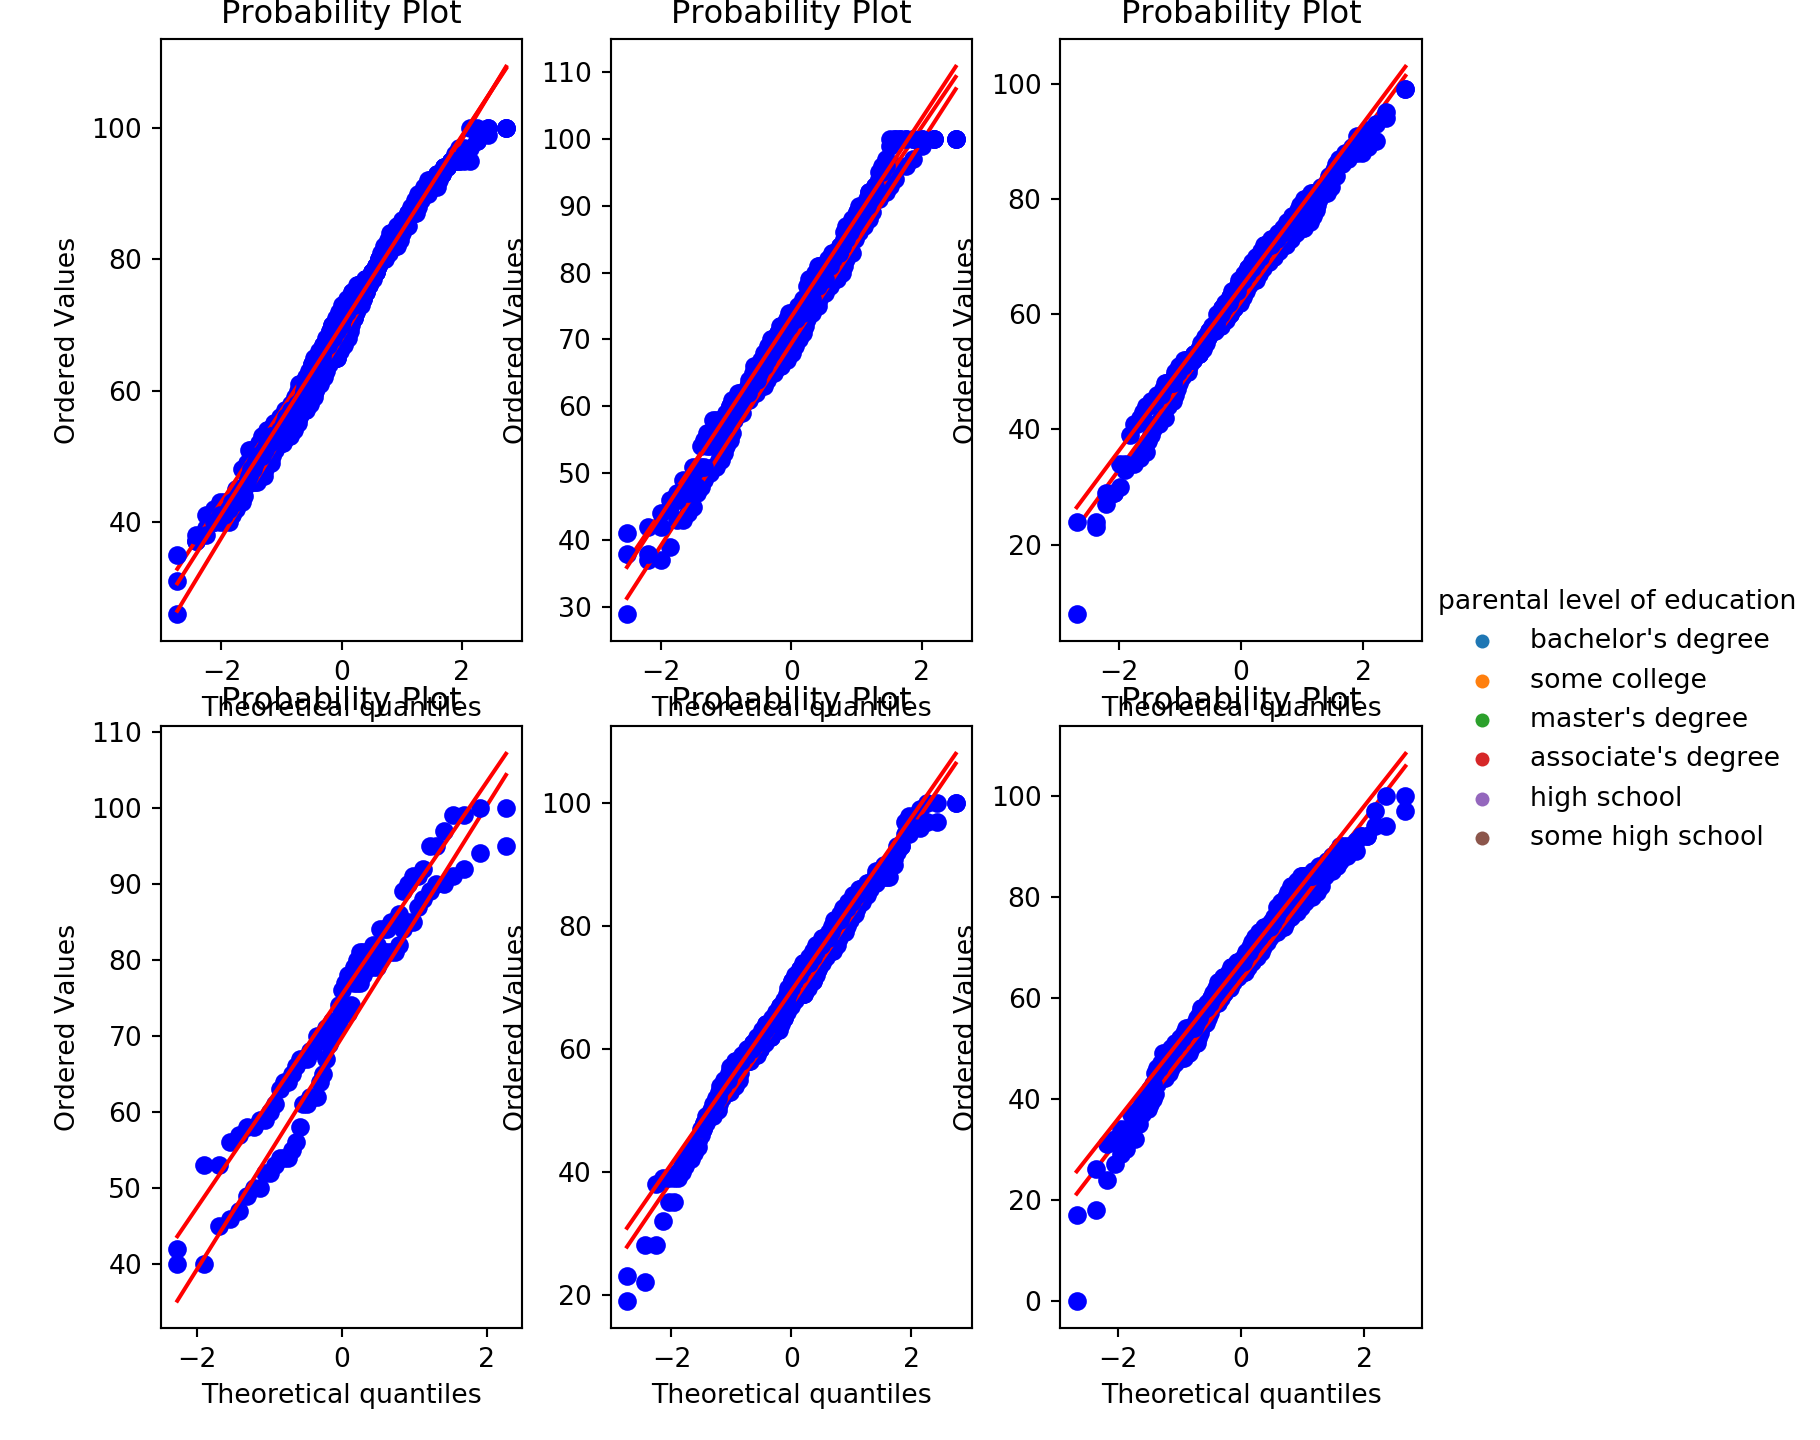 Probability Plot
Probability Plot
Probability Plot
Ordered Values
100
80
60
40
−2
0
2
Theoretical quantiles
Ordered Values
110
100
90
80
70
60
50
40
30
−2
0
2
Theoretical quantiles
Ordered Values
100
80
60
40
20
−2
0
2
Theoretical quantiles
parental level of education
bachelor's degree
some college
master's degree
associate's degree
high school
some high school
Probability Plot
Probability Plot
Probability Plot
Ordered Values
110
100
90
80
70
60
50
40
−2
0
2
Theoretical quantiles
Ordered Values
100
80
60
40
20
−2
0
2
Theoretical quantiles
Ordered Values
100
80
60
40
20
0
−2
0
2
Theoretical quantiles